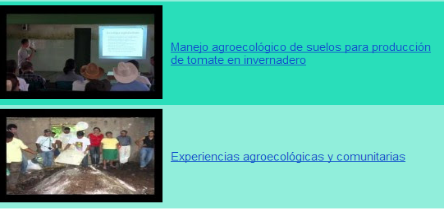 Manejo agroecológico de suelos para producción
de tomate en invernadero
Experiencias agroecológicas y comunitarias